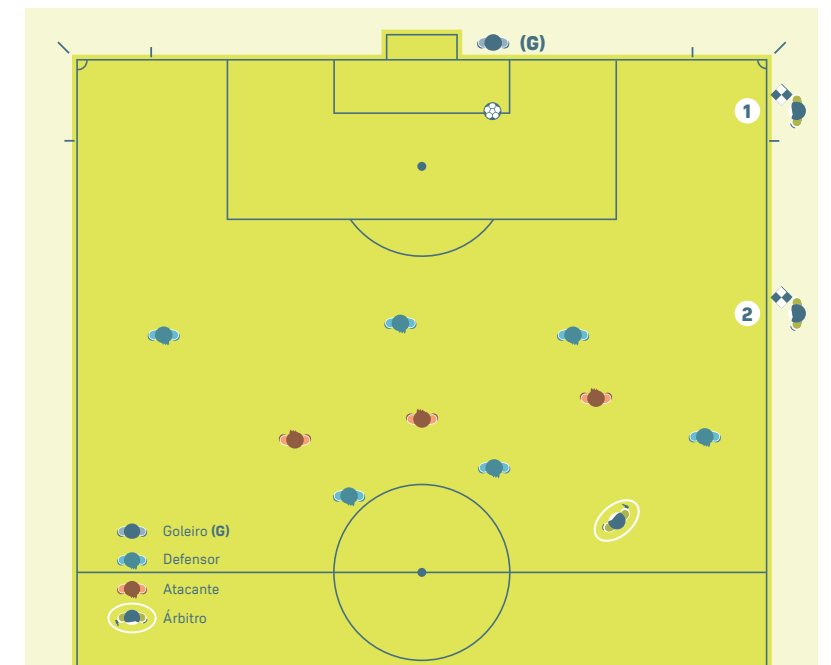 (G)
1
2
Goleiro (G)
Defensor
Atacante
Árbitro